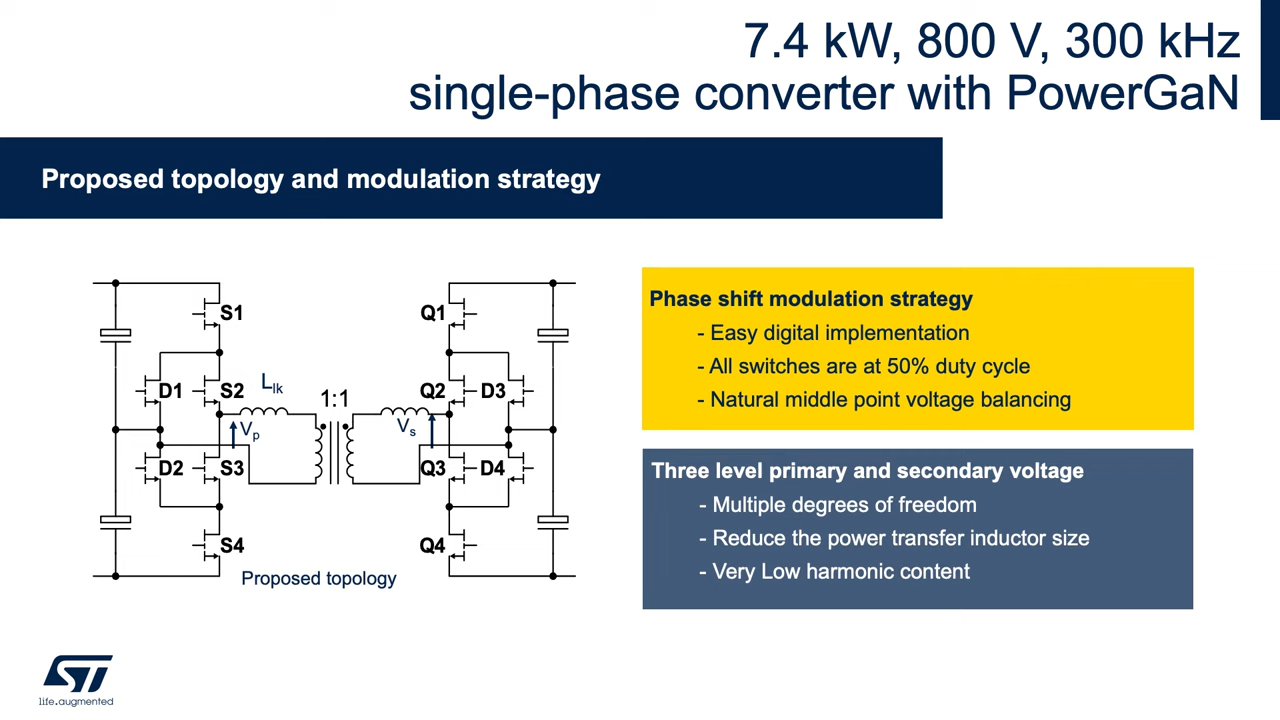 7.4 kW, 800 V, 300 kHz
single-phase converter with PowerGaN
Proposed topology and modulation strategy
S1
Q1
D1
S2
Llk
1:1
Q2
D3
Vp
Vs
D2
S3
Q3
D4
S4
Q4
Proposed topology
Phase shift modulation strategy
- Easy digital implementation
- All switches are at 50% duty cycle
- Natural middle point voltage balancing
Three level primary and secondary voltage
- Multiple degrees of freedom
- Reduce the power transfer inductor size
- Very Low harmonic content
ST
life.augmented